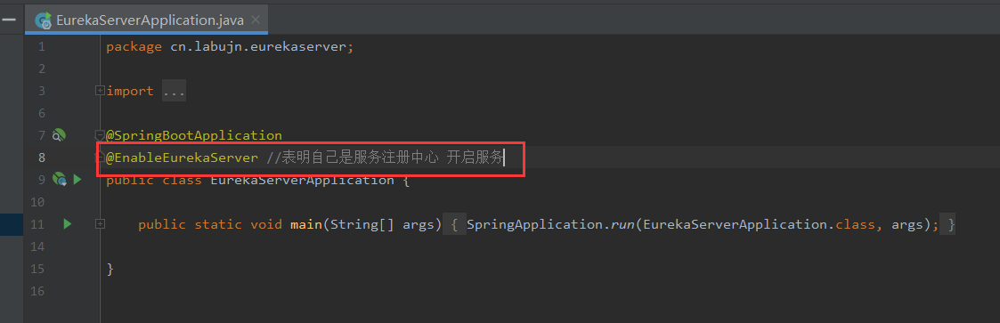 EurekaServerApplication.java
1 package cn.labujn.eurekaserver;
2
3 import ...
6
7 @SpringBootApplication
8 @EnableEurekaServer //表明自己是服务注册中心 开启服务
9 public class EurekaServerApplication {
10
11 public static void main(String[] args) { SpringApplication.run(EurekaServerApplication.class, args); }
14
15 }
16